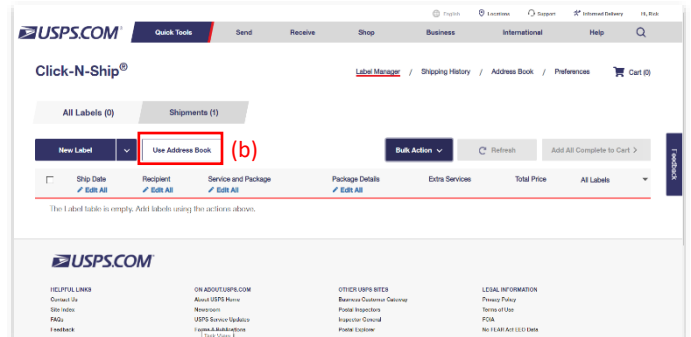 English Locations Support Informed Delivery Hi, Rick
USPS.COM® Quick Tools Send Receive Shop Business International Help
Click-N-Ship® Label Manager / Shipping History / Address Book / Preferences Cart (0)
All Labels (0) Shipments (1)
New Label Use Address Book (b) Bulk Action Refresh Add All Complete to Cart >
Ship Date Recipient Service and Package Package Details Extra Services Total Price All Labels
Edit All Edit All Edit All Edit All
The Label table is empty. Add labels using the actions above.
Feedback
USPS.COM
HELPFUL LINKS ON ABOUT.USPS.COM OTHER USPS SITES LEGAL INFORMATION
Contact Us About USPS Home Business Customer Gateway Privacy Policy
Site Index Newsroom Postal Inspectors Terms of Use
FAQs USPS Service Updates Inspector General FOIA
Feedback Forms & Publications Postal Explorer No FEAR Act EEO Data